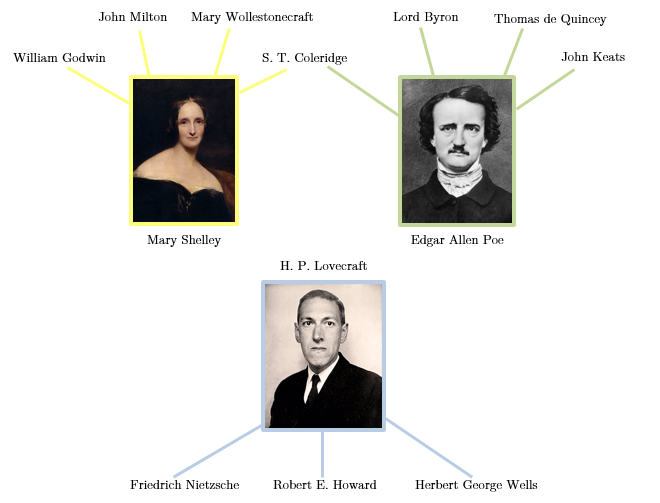 John Milton
Mary Wollestonecraft
Lord Byron
Thomas de Quincey
William Godwin
S. T. Coleridge
John Keats
Mary Shelley
Edgar Allen Poe
H. P. Lovecraft
Friedrich Nietzsche
Robert E. Howard
Herbert George Wells